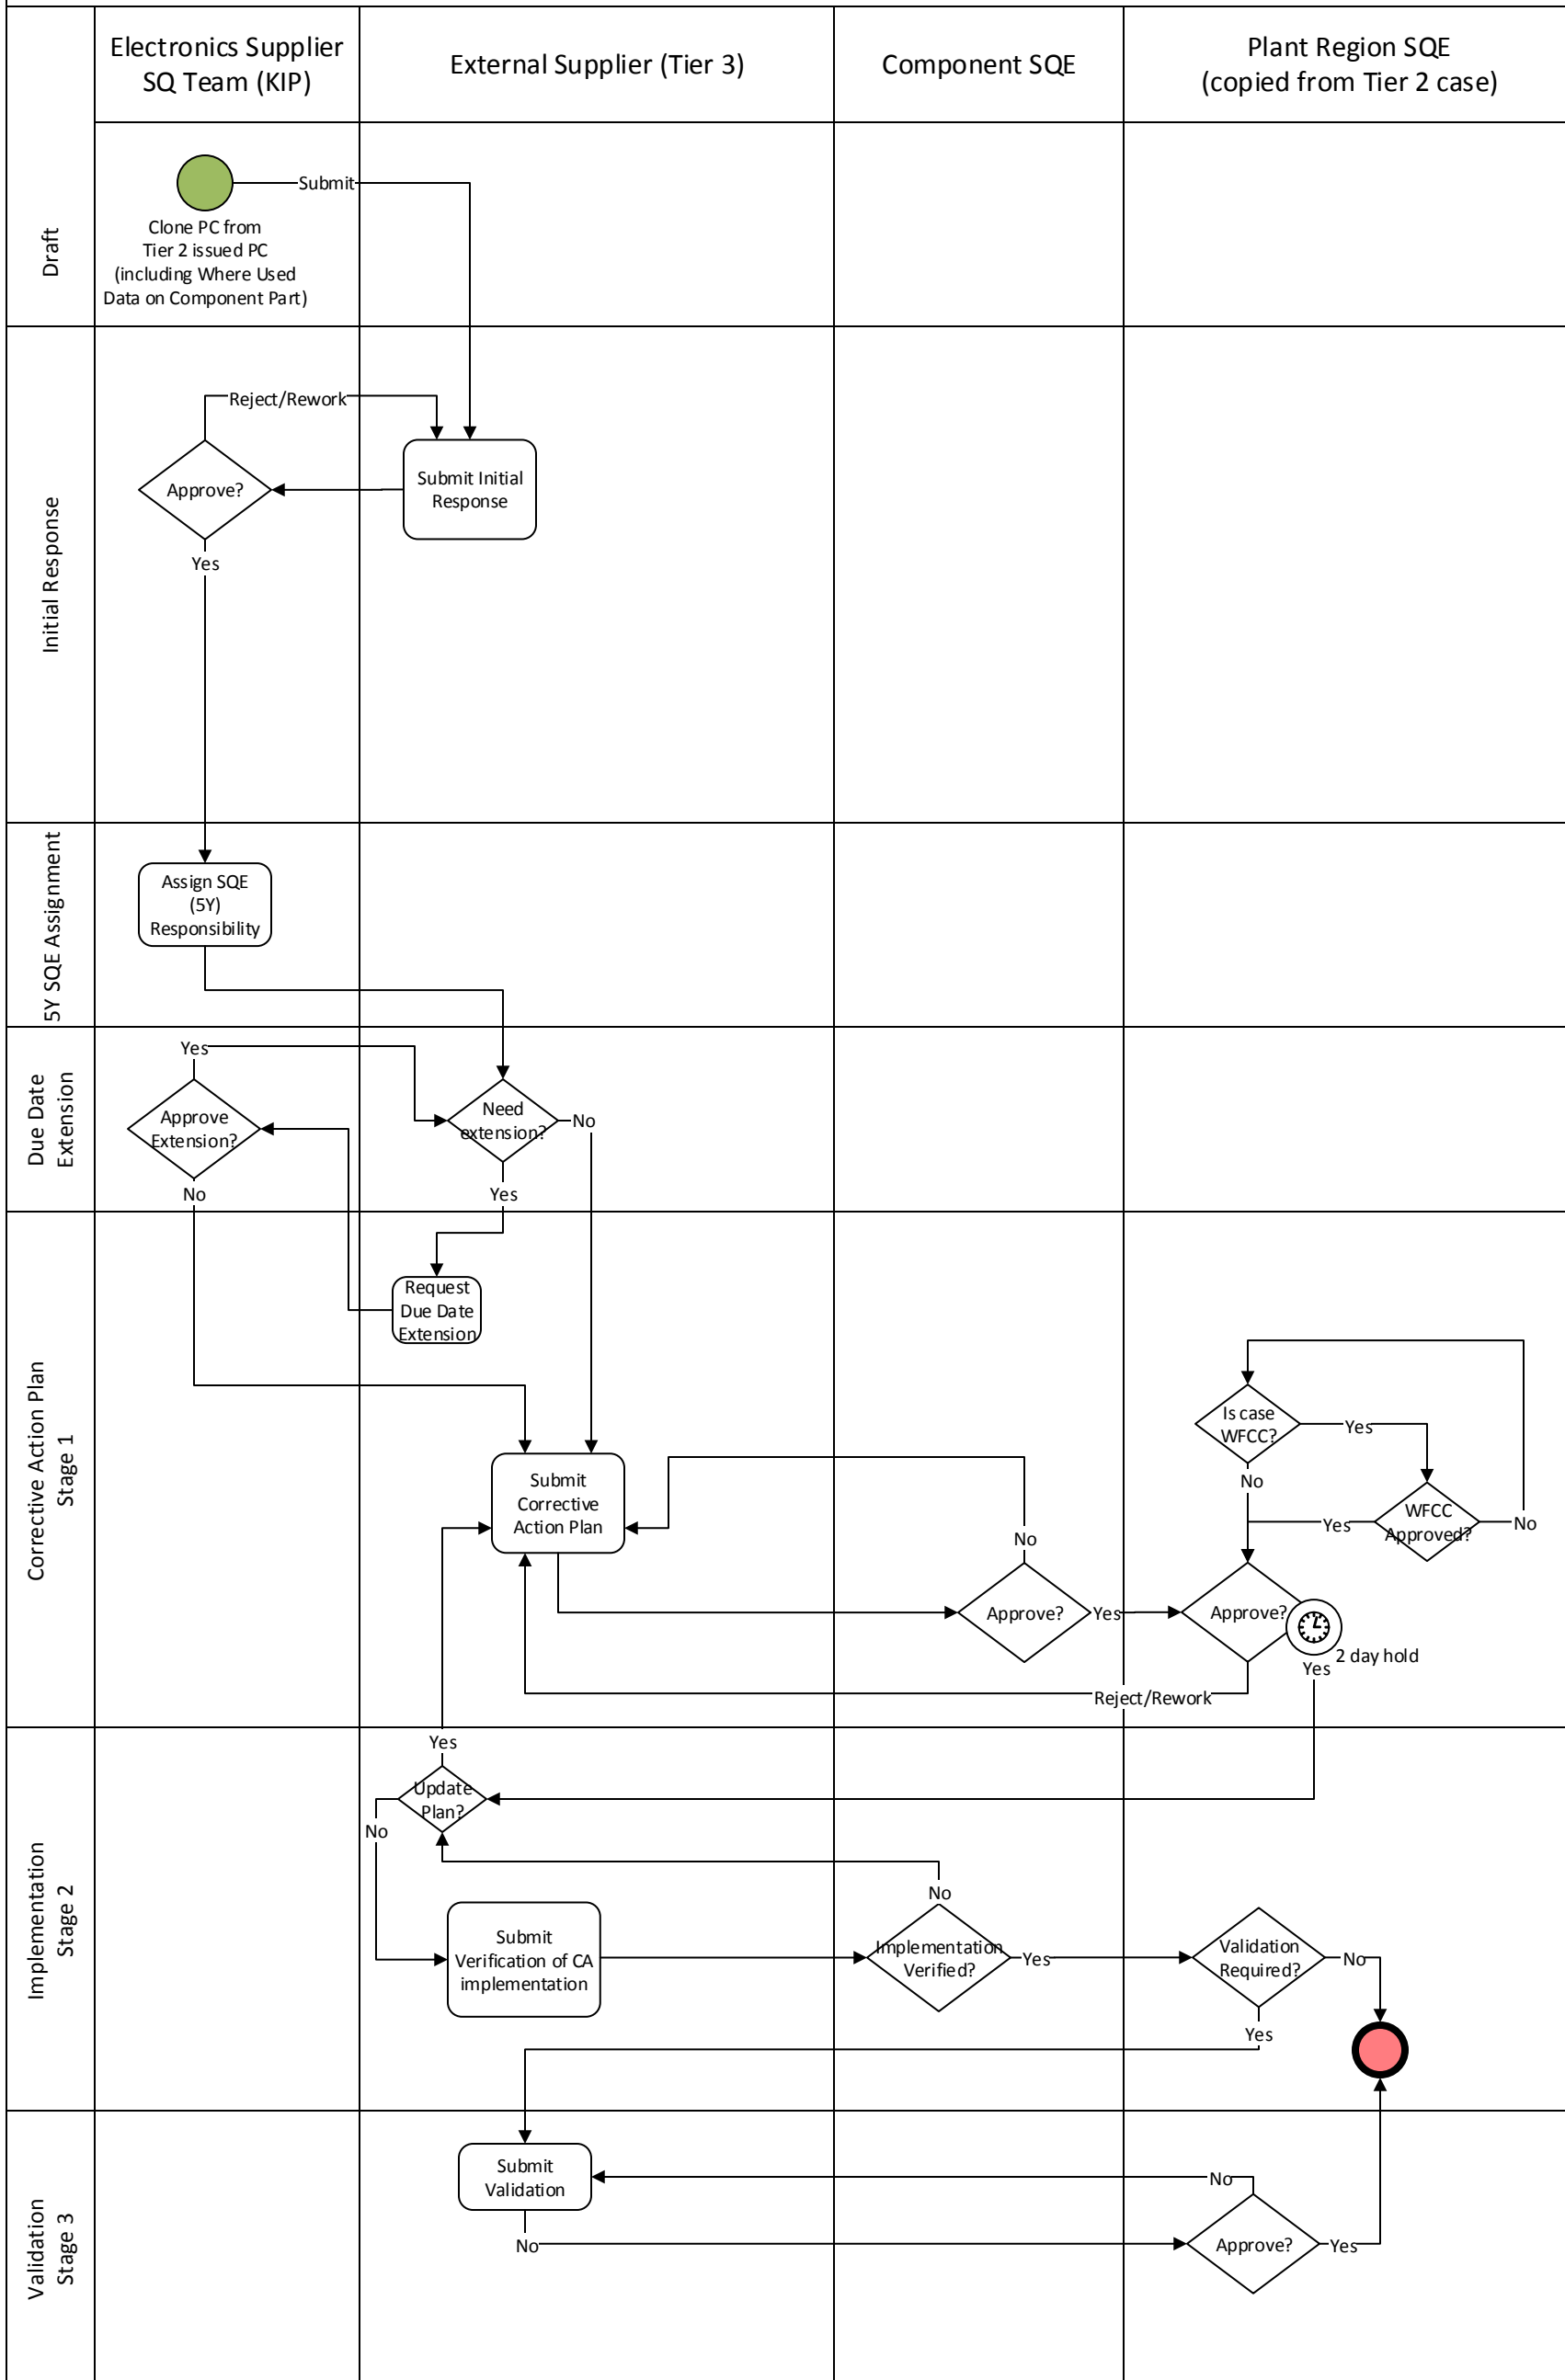 Electronics Supplier
SQ Team (KIP)
External Supplier (Tier 3)
Component SQE
Plant Region SQE
(copied from Tier 2 case)
Draft
Submit
Clone PC from
Tier 2 issued PC
(including Where Used
Data on Component Part)
Initial Response
Reject/Rework
Approve?
Submit Initial
Response
Yes
5Y SQE Assignment
Assign SQE
(5Y)
Responsibility
Due Date
Extension
Yes
Approve
Extension?
Need
extension?
No
No
Yes
Corrective Action Plan
Stage 1
Request
Due Date
Extension
Is case
WFCC?
Yes
No
WFCC
Approved?
Yes
No
Submit
Corrective
Action Plan
No
Approve?
Yes
Approve?
2 day hold
Yes
Reject/Rework
Implementation
Stage 2
Yes
Update
Plan?
No
No
Submit
Verification of CA
implementation
Implementation
Verified?
Yes
Validation
Required?
No
Yes
Validation
Stage 3
Submit
Validation
No
No
Approve?
Yes